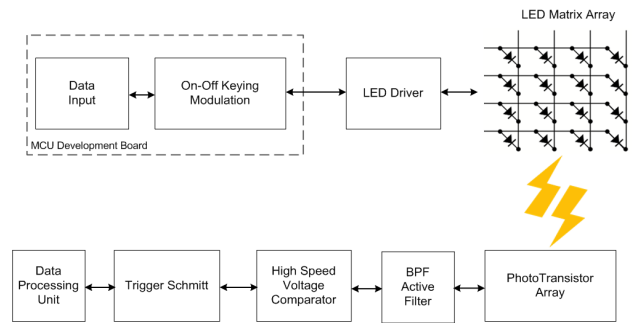 LED Matrix Array
Data
Input
On-Off Keying
Modulation
LED Driver
MCU Development Board
Data
Processing
Unit
Trigger Schmitt
High Speed
Voltage
Comparator
BPF
Active
Filter
PhotoTransistor
Array